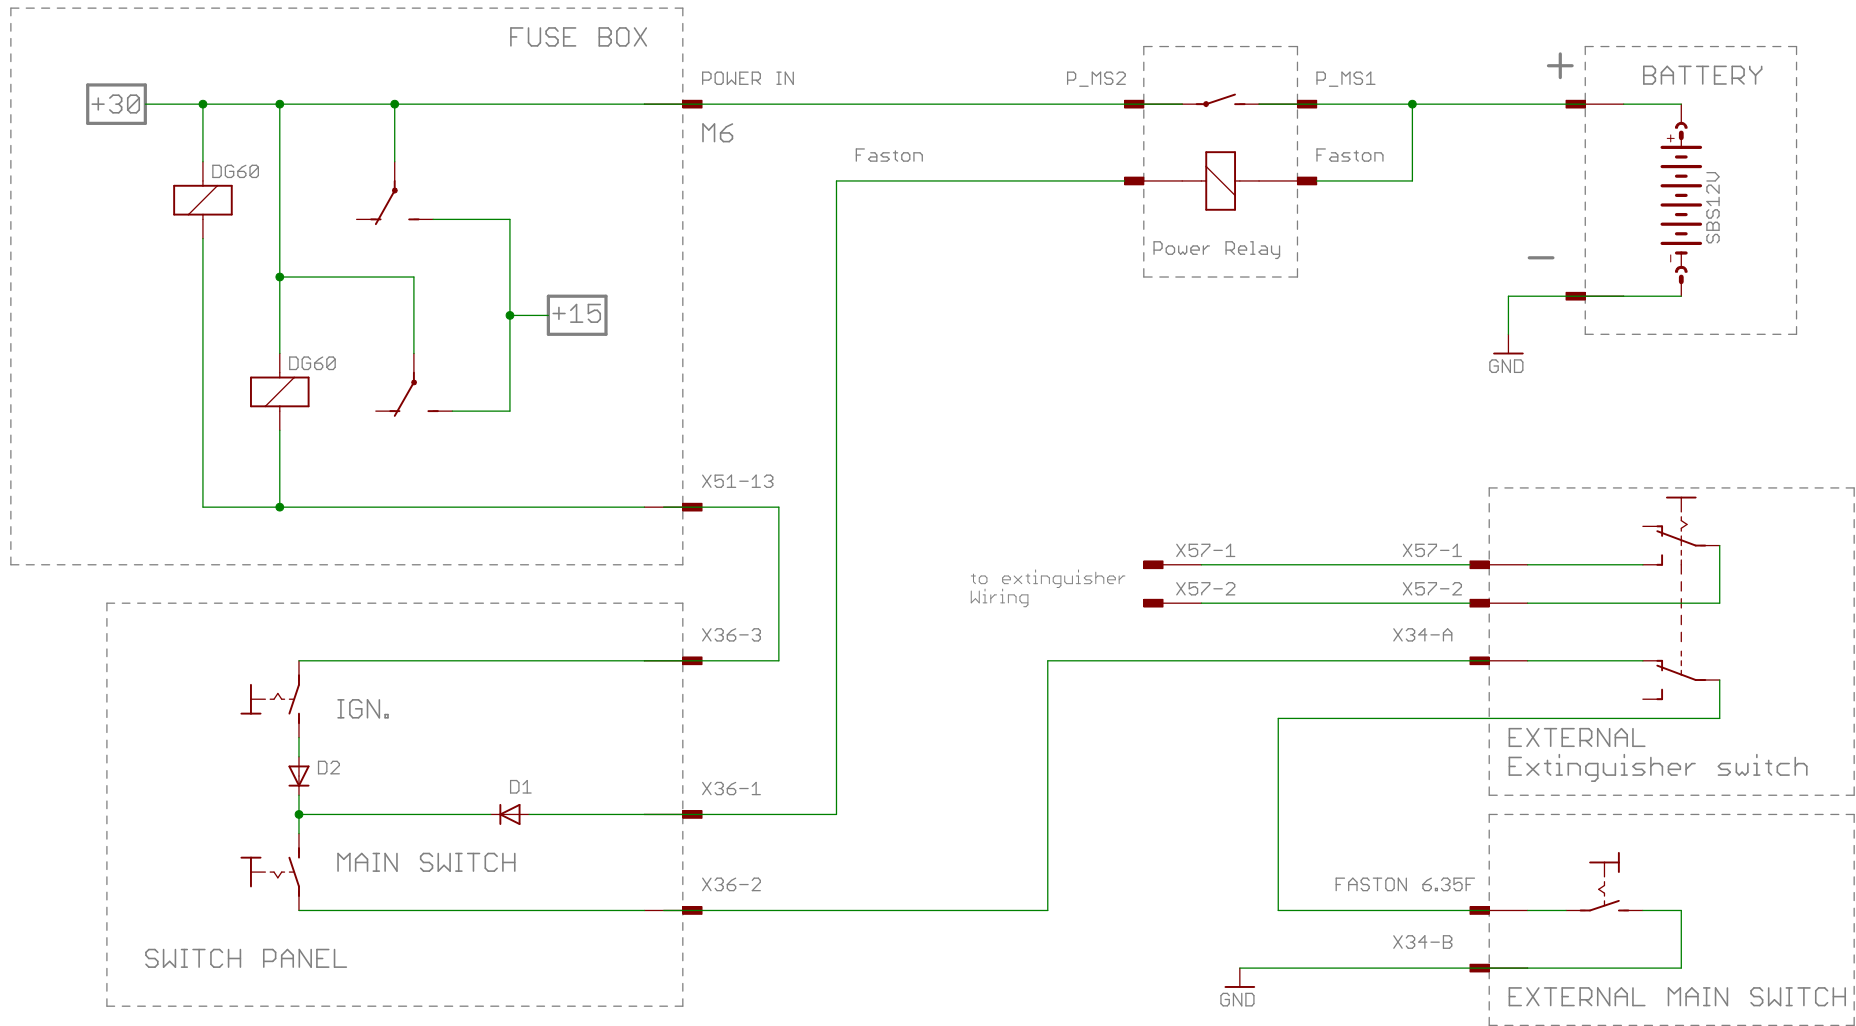 FUSE BOX
+30
POWER IN
P_MS2
P_MS1
+
BATTERY
M6
+
DG60
Faston
Faston
SBS12V
Power Relay
-
—
+15
DG60
GND
X51-13
X57-1
X57-1
to extinguisher
Wiring
X57-2
X57-2
X36-3
X34-A
IGN.
EXTERNAL
Extinguisher switch
D2
D1
X36-1
MAIN SWITCH
X36-2
FASTON 6.35F
X34-B
SWITCH PANEL
GND
EXTERNAL MAIN SWITCH